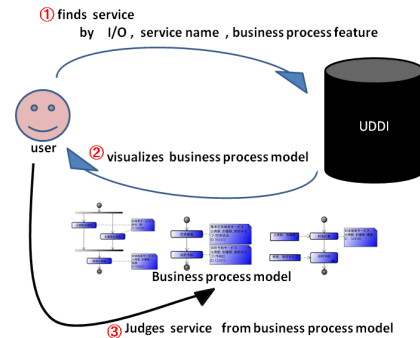 ① finds service
by I/O , service name , business process feature
UDDI
user
② visualizes business process model
Business process model
③ Judges service from business process model